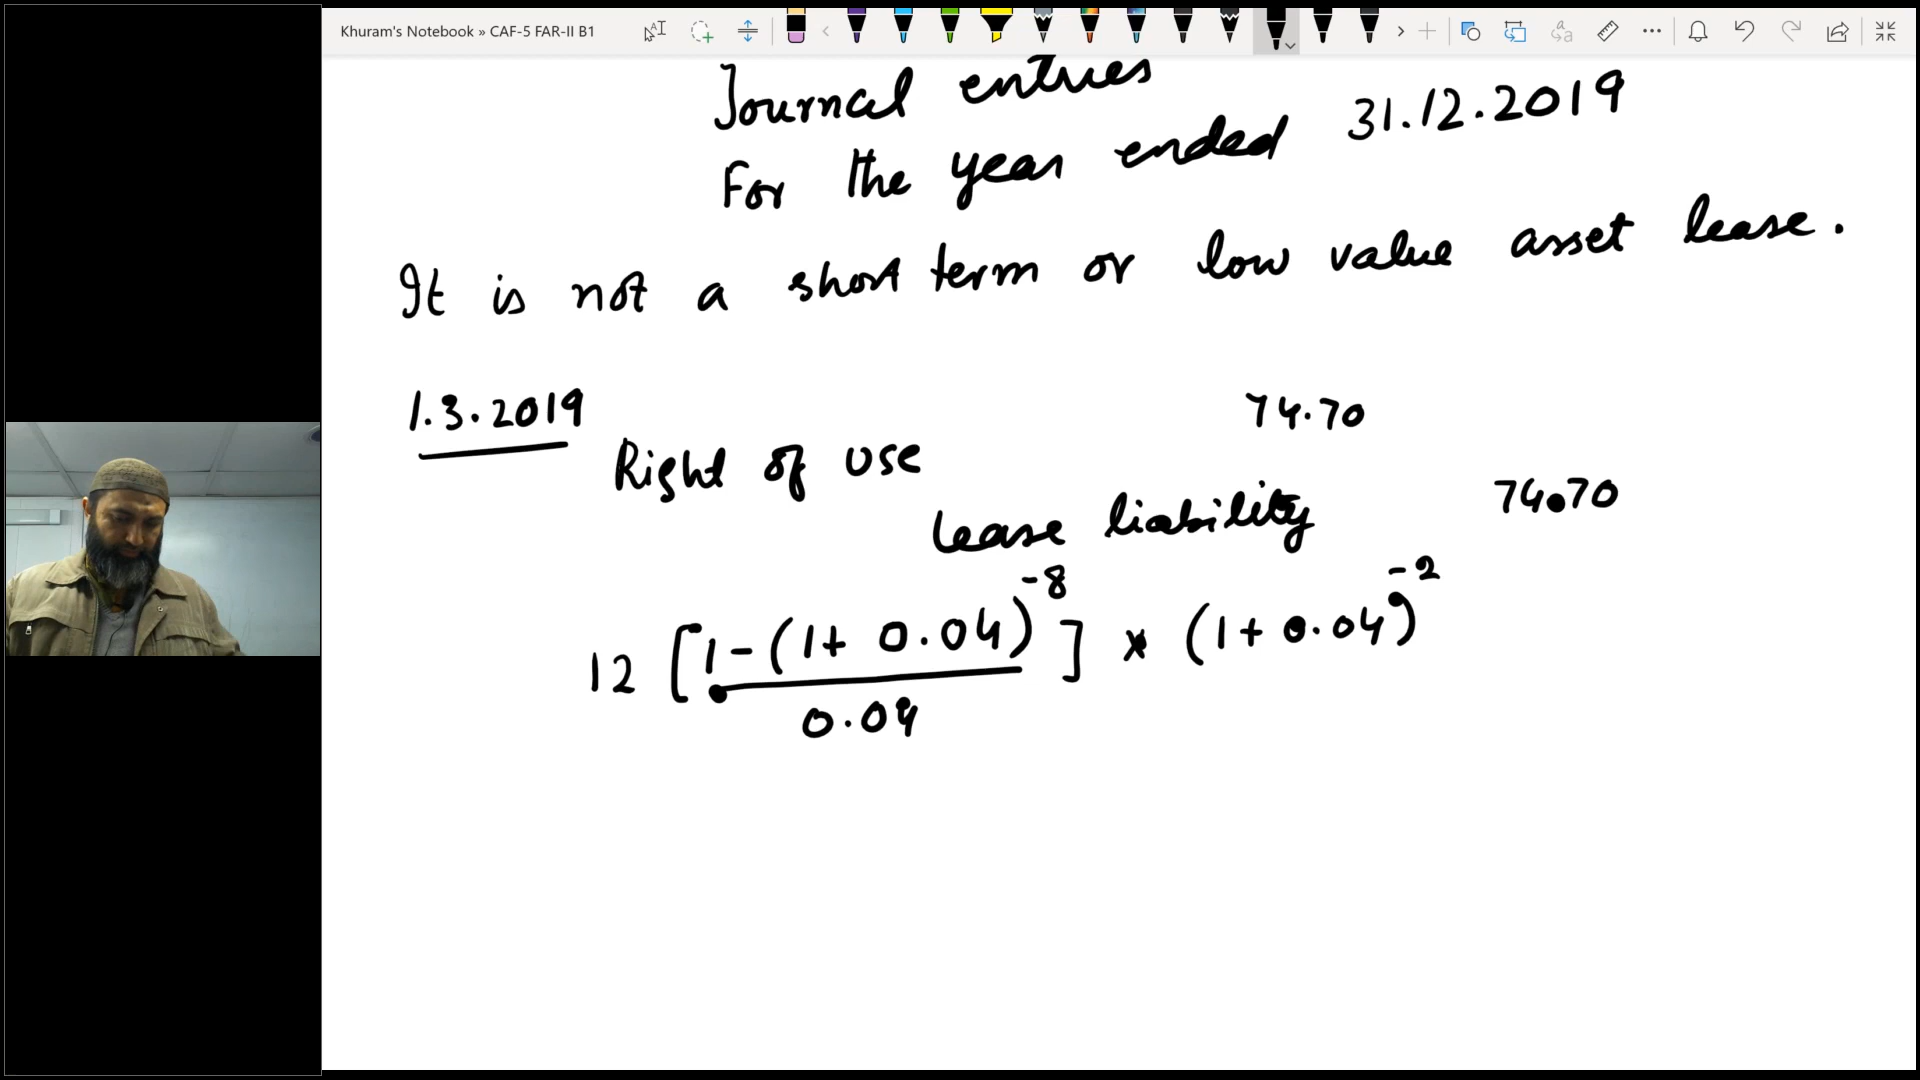 Khuram's Notebook » CAF-5 FAR-II B1
Journal entries
For the year ended 31.12.2019
It is not a short term or low value asset lease.
1.3.2019
Right of use 74.70
Lease liability 74.70
12 [1-(1+ 0.04)^-8 / 0.04] × (1+ 0.04)^-2